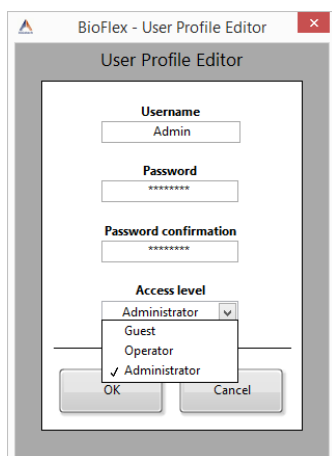 BioFlex - User Profile Editor
User Profile Editor
Username
Admin
Password
********
Password confirmation
********
Access level
Administrator
Guest
Operator
✓ Administrator
OK Cancel